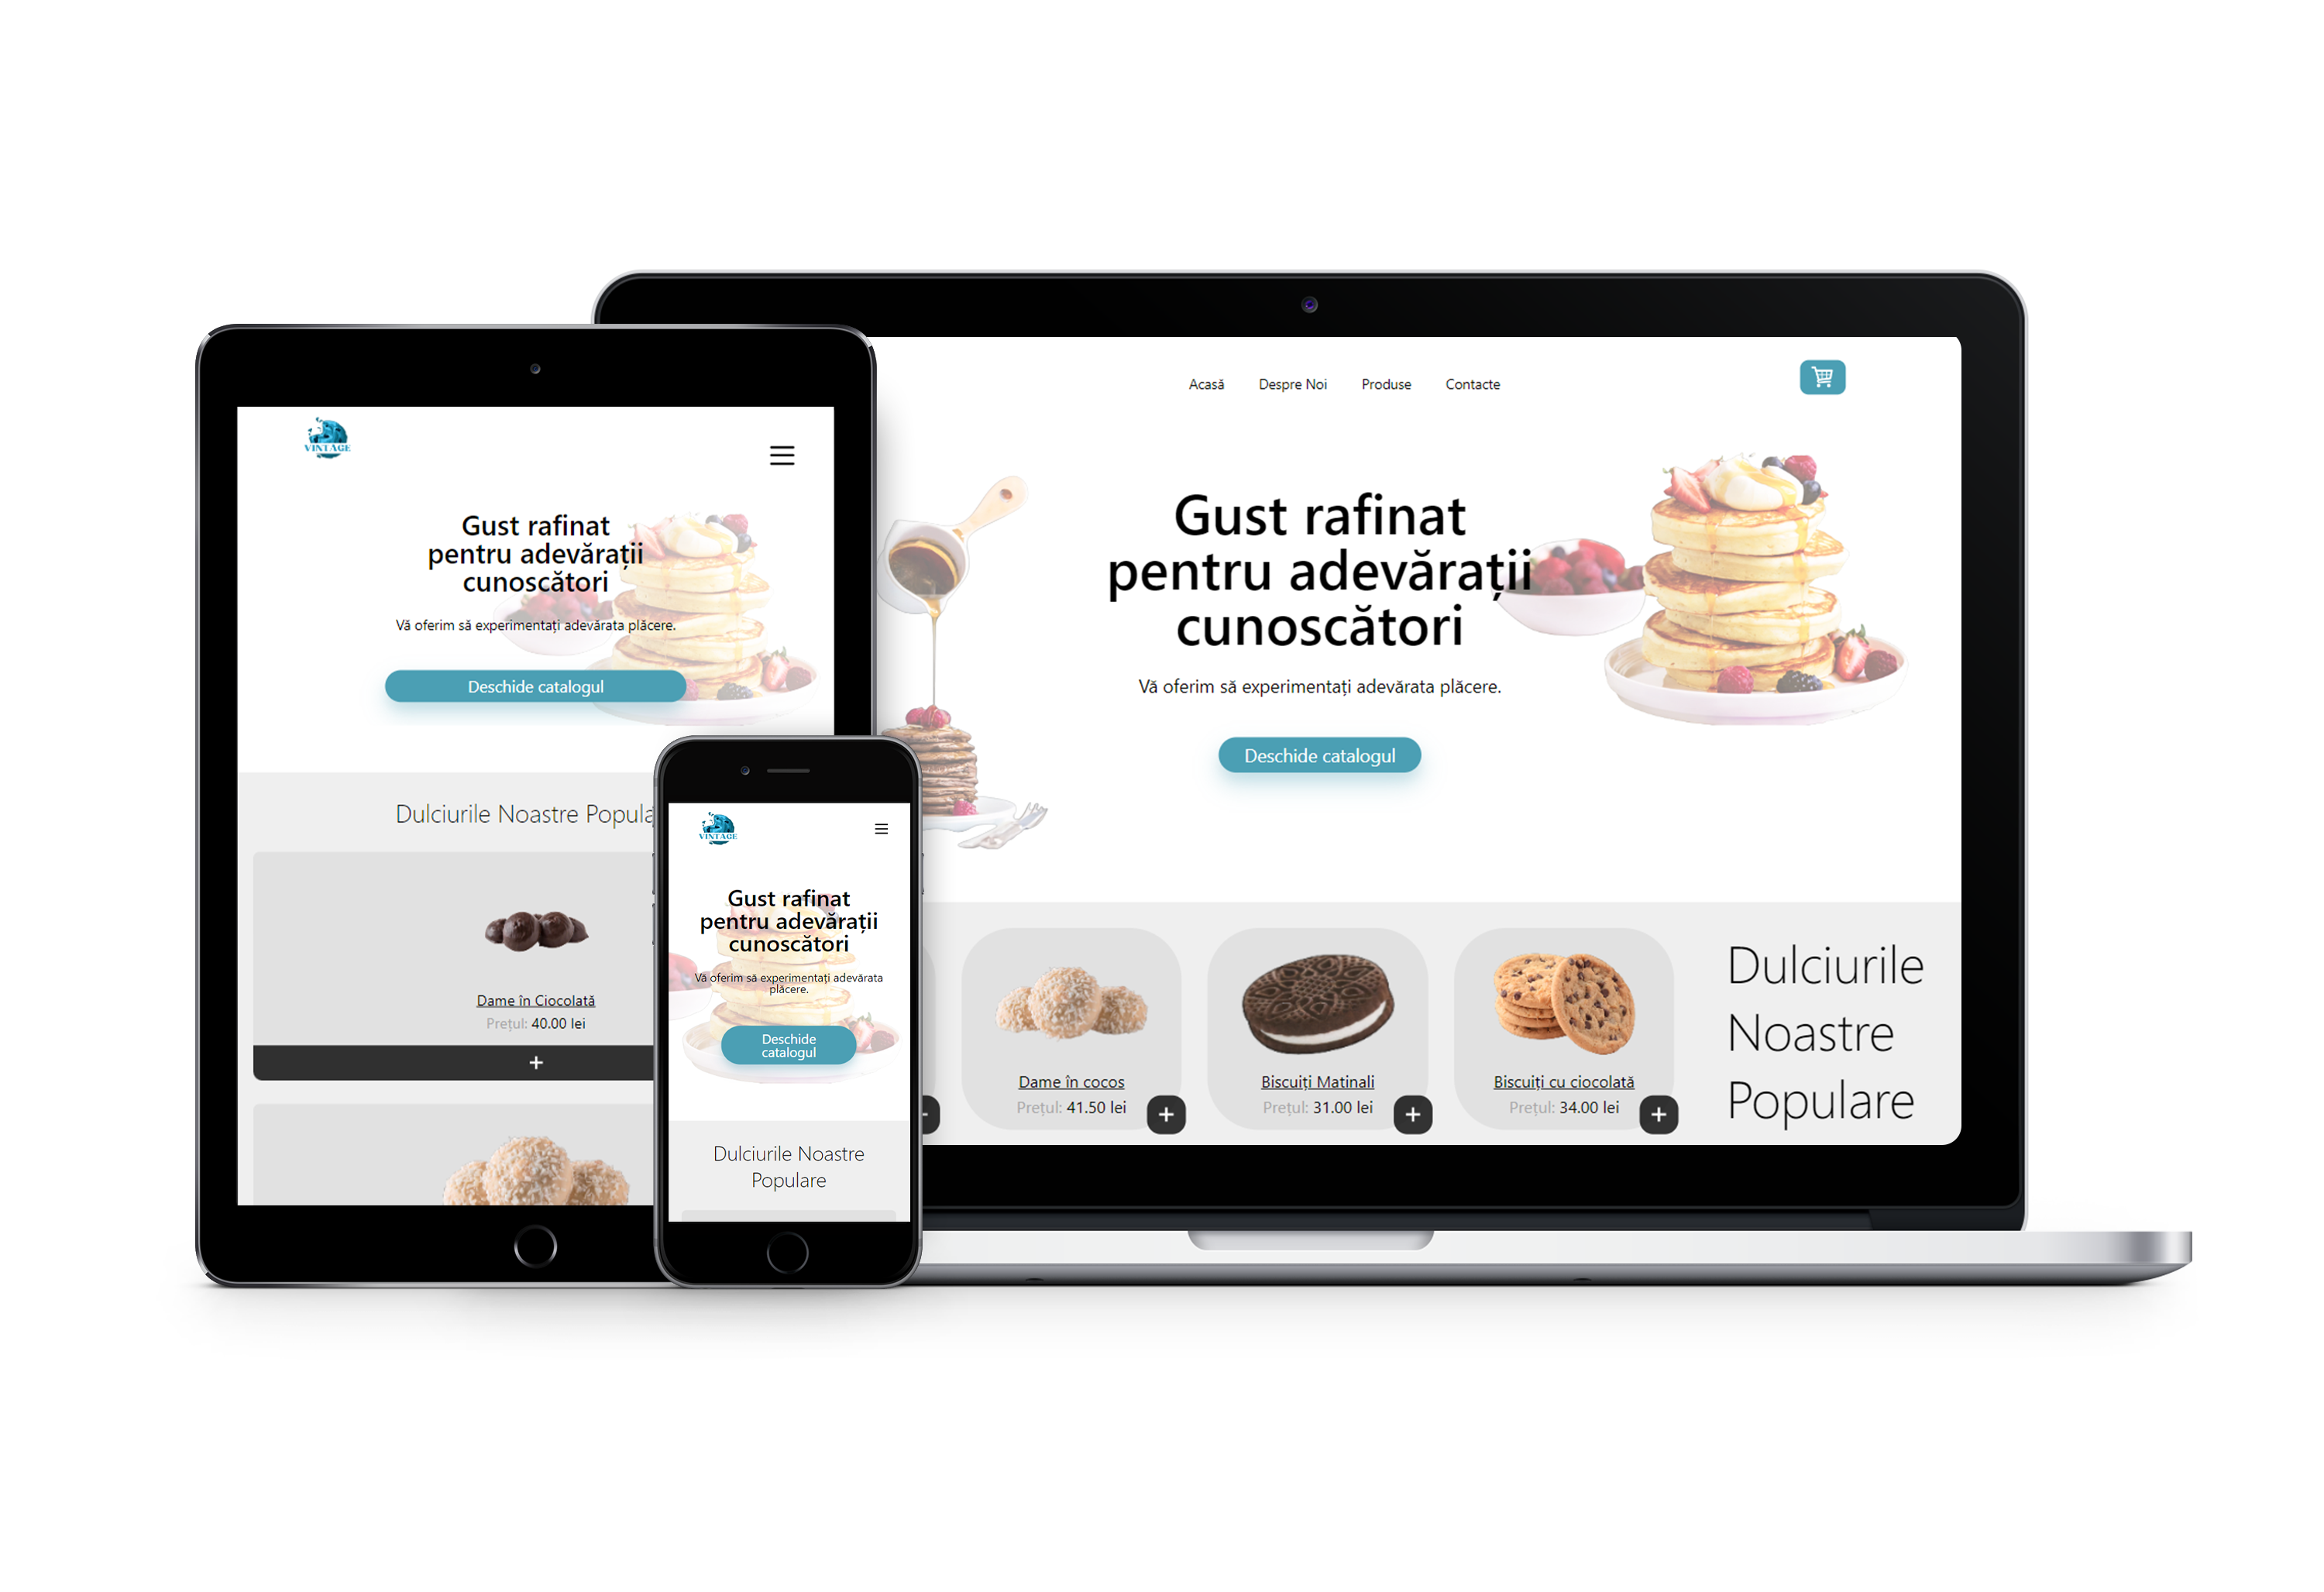 VINTAGE
Gust rafinat
pentru adevărații
cunoscători
Vă oferim să experimentați adevărata plăcere.
Deschide catalogul
Dulciurile Noastre
Dame în Ciocolată
Prețul: 40.00 lei
+
VINTAGE
Gust rafinat
pentru adevărații
cunoscători
Vă oferim să experimentați adevărata
plăcere.
Deschide
catalogul
Dulciurile Noastre
Populare
Acasă Despre Noi Produse Contacte
Gust rafinat
pentru adevărații
cunoscători
Vă oferim să experimentați adevărata plăcere.
Deschide catalogul
Dame în cocos
Prețul: 41.50 lei
+
Biscuiți Matinali
Prețul: 31.00 lei
+
Biscuiți cu ciocolată
Prețul: 34.00 lei
+
Dulciurile
Noastre
Populare